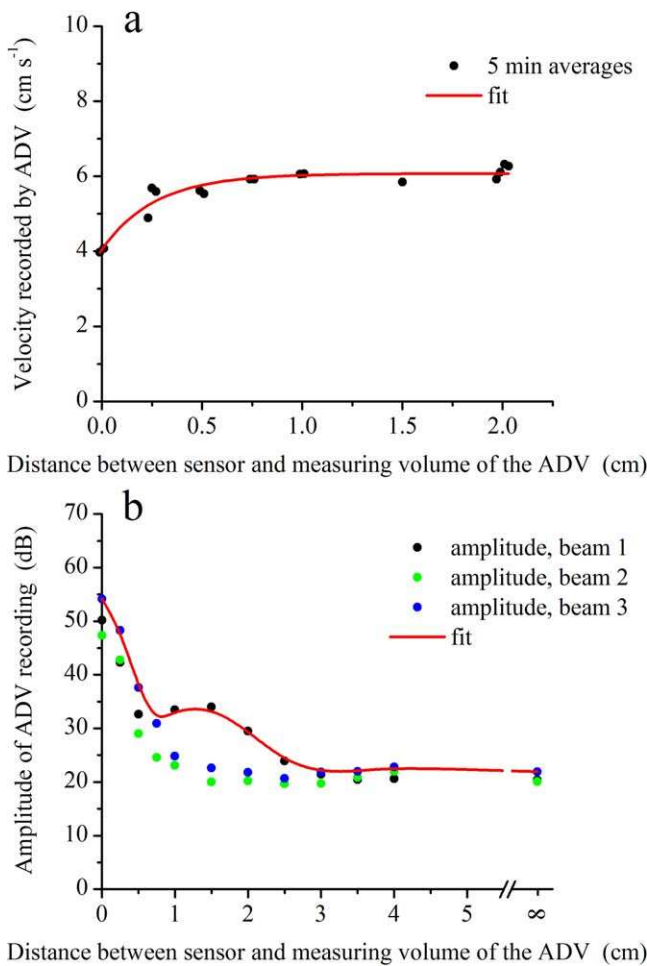 a
Velocity recorded by ADV (cm s⁻¹)
10
8
6
4
2
0
5 min averages
fit
0.0 0.5 1.0 1.5 2.0
Distance between sensor and measuring volume of the ADV (cm)
b
Amplitude of ADV recording (dB)
70
60
50
40
30
20
10
0
amplitude, beam 1
amplitude, beam 2
amplitude, beam 3
fit
0 1 2 3 4 5 ∞
Distance between sensor and measuring volume of the ADV (cm)